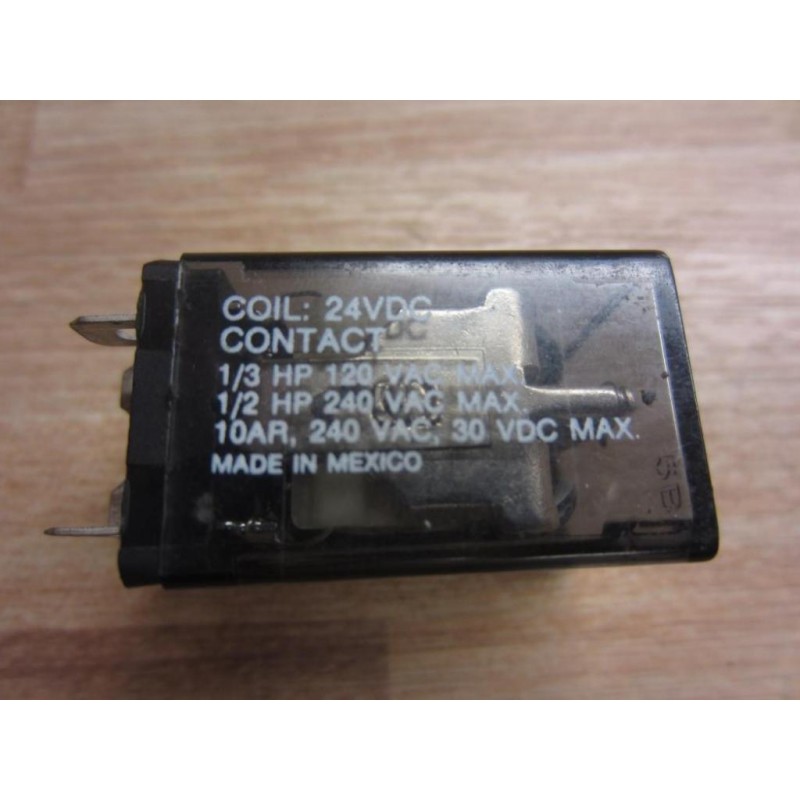 COIL: 24VDC
CONTACT
1/3 HP 120 VAC MAX.
1/2 HP 240 VAC MAX.
10AR, 240 VAC, 30 VDC MAX.
MADE IN MEXICO
DC